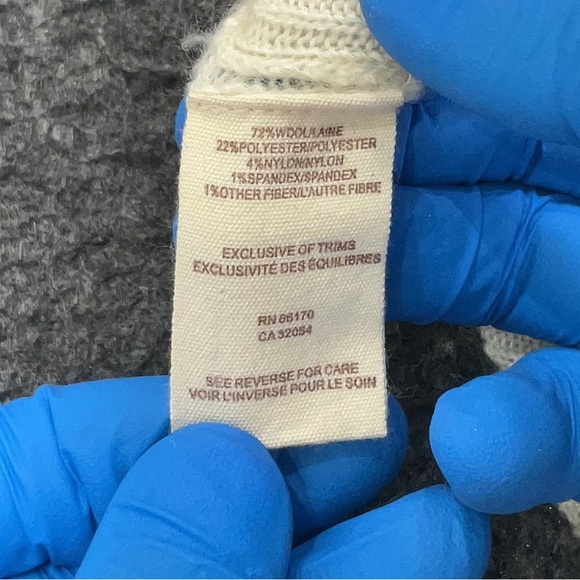 72%WOOL/LAINE
22%POLYESTER/POLYESTER
4%NYLON/NYLON
1%SPANDEX/SPANDEX
1%OTHER FIBER/L'AUTRE FIBRE
EXCLUSIVE OF TRIMS
EXCLUSIVITÉ DES ÉQUILIBRES
RN 86170
CA 32054
SEE REVERSE FOR CARE
VOIR L'INVERSE POUR LE SOIN